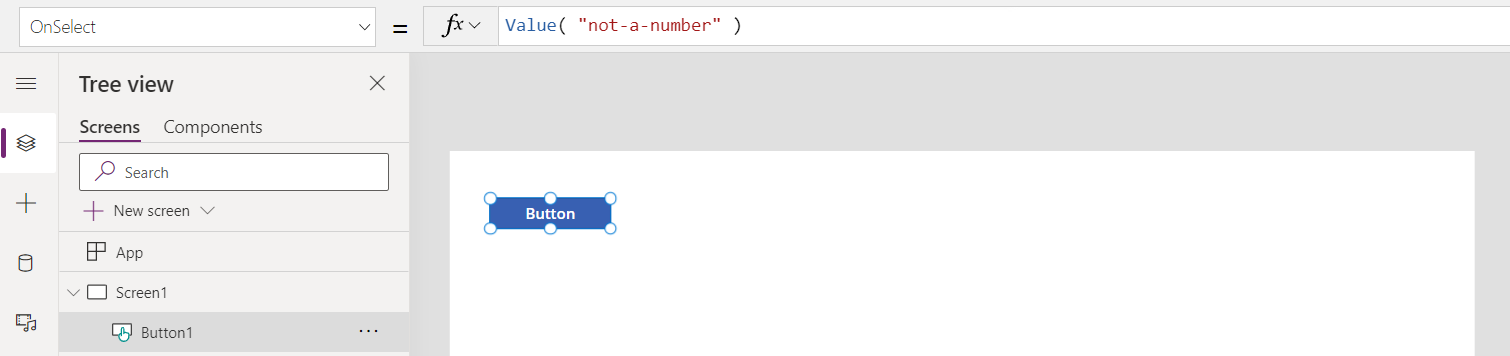 OnSelect = fx Value( "not-a-number" )
Tree view
Screens Components
Search
New screen
App
Screen1
Button1 ...
Button